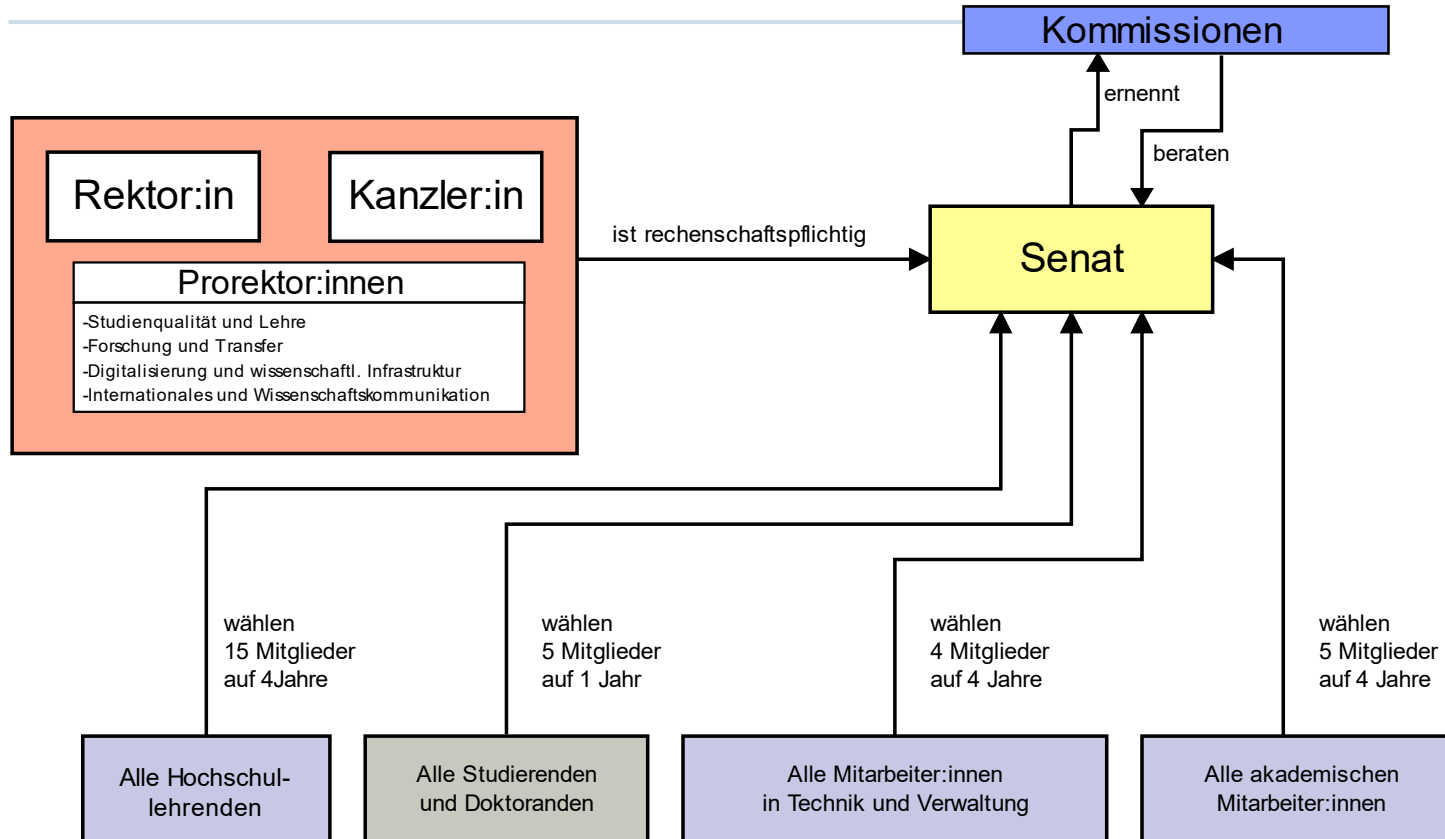 Kommissionen
ernennt
beraten
Rektor:in
Kanzler:in
ist rechenschaftspflichtig
Senat
Prorektor:innen
-Studienqualität und Lehre
-Forschung und Transfer
-Digitalisierung und wissenschaftl. Infrastruktur
-Internationales und Wissenschaftskommunikation
wählen
15 Mitglieder
auf 4Jahre
wählen
5 Mitglieder
auf 1 Jahr
wählen
4 Mitglieder
auf 4 Jahre
wählen
5 Mitglieder
auf 4 Jahre
Alle Hochschul-
lehrenden
Alle Studierenden
und Doktoranden
Alle Mitarbeiter:innen
in Technik und Verwaltung
Alle akademischen
Mitarbeiter:innen